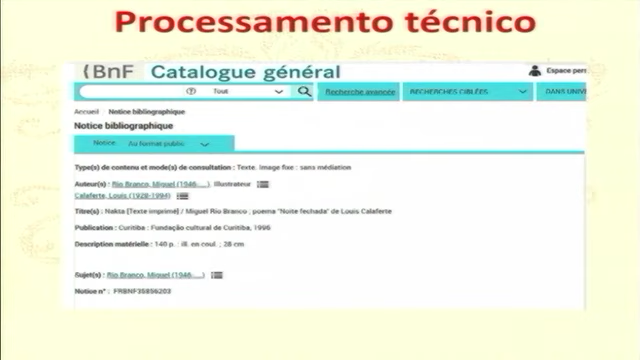 Processamento técnico
(BnF Catalogue général
Espace pers
Tout
Recherche avancée
RECHERCHES CIBLÉES
DANS UNIV
Accueil Notice bibliographique
Notice bibliographique
Notice Au format public
Type(s) de contenu et mode(s) de consultation : Texte. Image fixe : sans médiation
Auteur(s) : Rio Branco, Miguel (1946-....). Illustrateur
Calaferte, Louis (1928-1994)
Titre(s) : Nakta [Texte imprimé] / Miguel Rio Branco ; poema "Noite fechada" de Louis Calaferte
Publication : Curitiba : Fundação cultural de Curitiba, 1996
Description matérielle : 140 p. : ill. en coul. ; 28 cm
Sujet(s) : Rio Branco, Miguel (1946-....)
Notice n° : FRBNF35856203